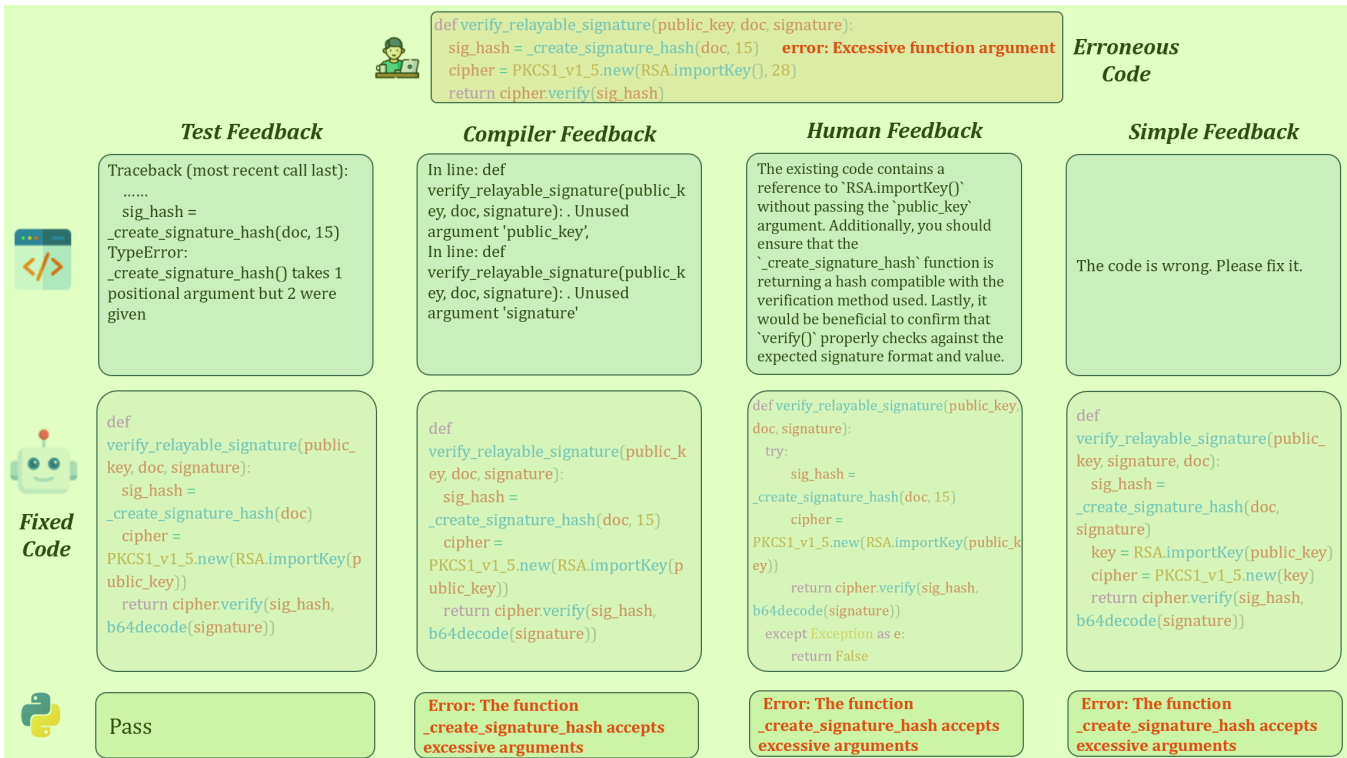 def verify_relayable_signature(public_key, doc, signature):
sig_hash = _create_signature_hash(doc, 15) error: Excessive function argument
cipher = PKCS1_v1_5.new(RSA.importKey(), 28)
return cipher.verify(sig_hash)
Erroneous
Code
Test Feedback
Compiler Feedback
Human Feedback
Simple Feedback
Traceback (most recent call last):
......
sig_hash =
_create_signature_hash(doc, 15)
TypeError:
_create_signature_hash() takes 1
positional argument but 2 were
given
In line: def
verify_relayable_signature(public_k
ey, doc, signature): . Unused
argument 'public_key’,
In line: def
verify_relayable_signature(public_k
ey, doc, signature): . Unused
argument 'signature'
The existing code contains a
reference to `RSA.importKey()`
without passing the `public_key`
argument. Additionally, you should
ensure that the
`_create_signature_hash` function is
returning a hash compatible with the
verification method used. Lastly, it
would be beneficial to confirm that
`verify()` properly checks against the
expected signature format and value.
The code is wrong. Please fix it.
Fixed
Code
def
verify_relayable_signature(public_
key, doc, signature):
sig_hash =
_create_signature_hash(doc)
cipher =
PKCS1_v1_5.new(RSA.importKey(p
ublic_key))
return cipher.verify(sig_hash,
b64decode(signature))
def
verify_relayable_signature(public_k
ey, doc, signature):
sig_hash =
_create_signature_hash(doc, 15)
cipher =
PKCS1_v1_5.new(RSA.importKey(p
ublic_key))
return cipher.verify(sig_hash,
b64decode(signature))
def verify_relayable_signature(public_key,
doc, signature):
try:
sig_hash =
_create_signature_hash(doc, 15)
cipher =
PKCS1_v1_5.new(RSA.importKey(public_k
ey))
return cipher.verify(sig_hash,
b64decode(signature))
except Exception as e:
return False
def
verify_relayable_signature(public_
key, signature, doc):
sig_hash =
_create_signature_hash(doc,
signature)
key = RSA.importKey(public_key)
cipher = PKCS1_v1_5.new(key)
return cipher.verify(sig_hash,
b64decode(signature))
Pass
Error: The function
_create_signature_hash accepts
excessive arguments
Error: The function
_create_signature_hash accepts
excessive arguments
Error: The function
_create_signature_hash accepts
excessive arguments